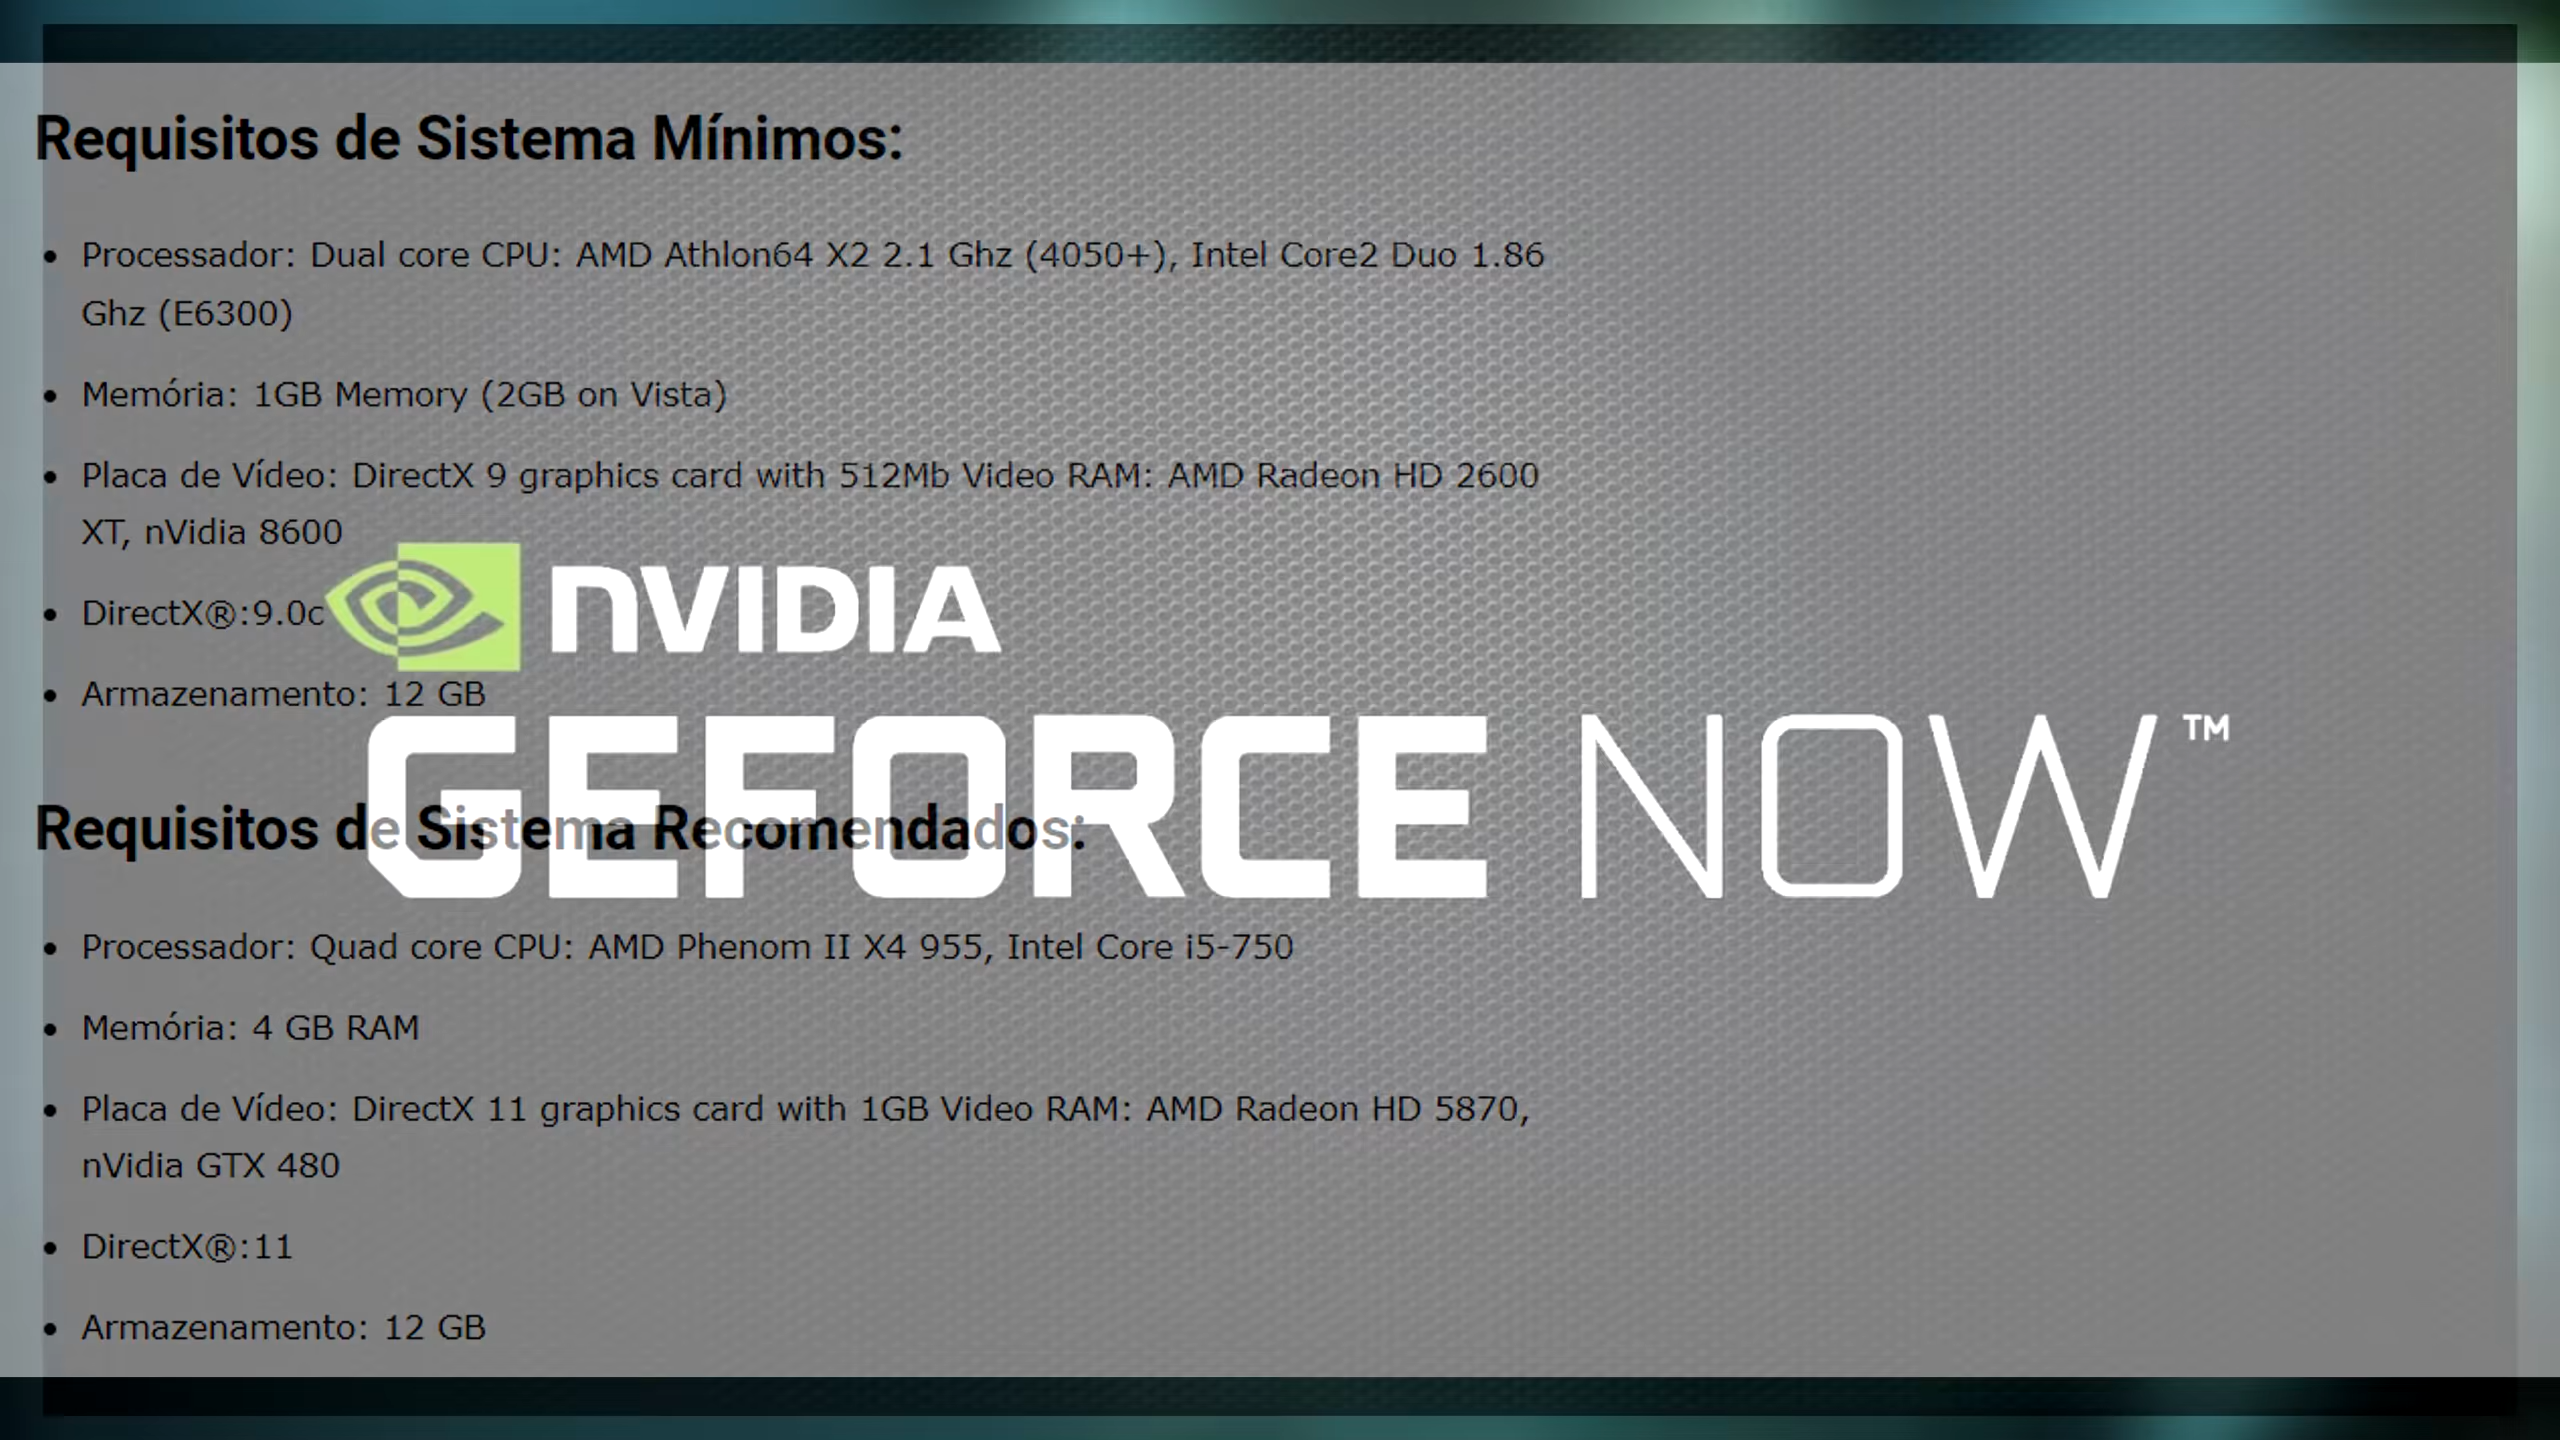 Requisitos de Sistema Mínimos:
• Processador: Dual core CPU: AMD Athlon64 X2 2.1 Ghz (4050+), Intel Core2 Duo 1.86
Ghz (E6300)
• Memória: 1GB Memory (2GB on Vista)
• Placa de Vídeo: DirectX 9 graphics card with 512Mb Video RAM: AMD Radeon HD 2600
XT, nVidia 8600
• DirectX®:9.0c
NVIDIA
• Armazenamento: 12 GB
GEFORCE NOW™
Requisitos de Sistema Recomendados:
• Processador: Quad core CPU: AMD Phenom II X4 955, Intel Core i5-750
• Memória: 4 GB RAM
• Placa de Vídeo: DirectX 11 graphics card with 1GB Video RAM: AMD Radeon HD 5870,
nVidia GTX 480
• DirectX®:11
• Armazenamento: 12 GB